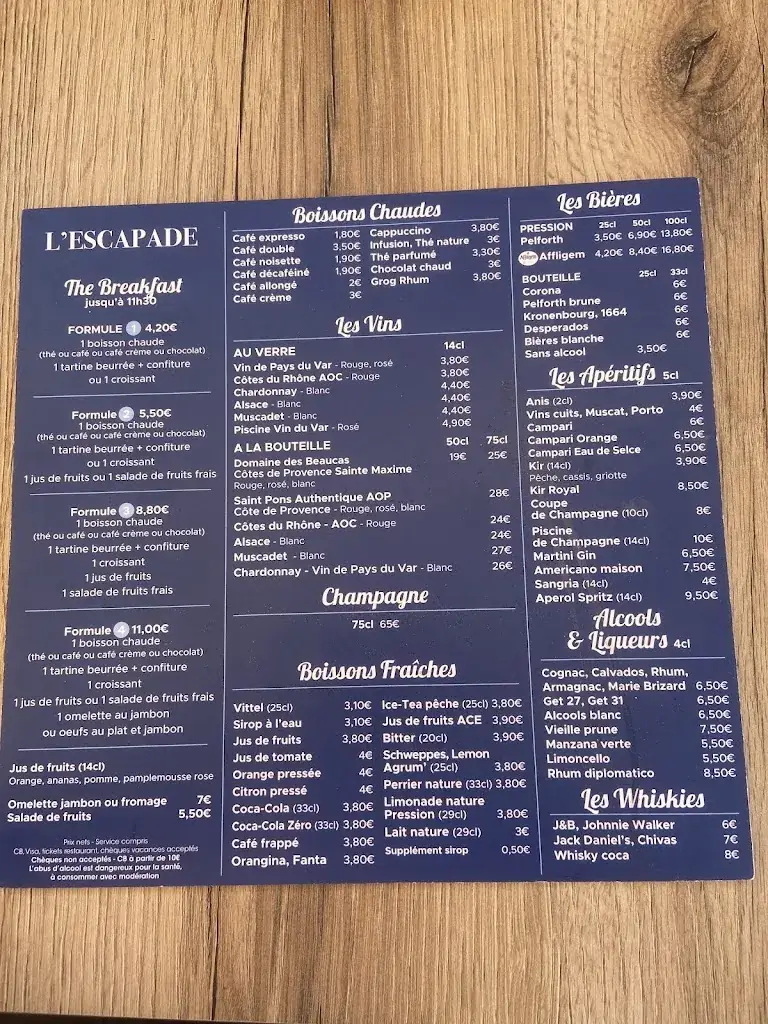 L'ESCAPADE
The Breakfast
jusqu'à 11h30
FORMULE 1 4,20€
1 boisson chaude
(thé ou café ou café crème ou chocolat)
1 tartine beurrée + confiture
ou 1 croissant
Formule 2 5,50€
1 boisson chaude
(thé ou café ou café crème ou chocolat)
1 tartine beurrée + confiture
ou 1 croissant
1 jus de fruits ou 1 salade de fruits frais
Formule 3 8,80€
1 boisson chaude
(thé ou café ou café crème ou chocolat)
1 tartine beurrée + confiture
1 croissant
1 jus de fruits
1 salade de fruits frais
Formule 4 11,00€
1 boisson chaude
(thé ou café ou café crème ou chocolat)
1 tartine beurrée + confiture
1 croissant
1 jus de fruits ou 1 salade de fruits frais
1 omelette au jambon
ou oeufs au plat et jambon
Jus de fruits (14cl)
Orange, ananas, pomme, pamplemousse rose
Omelette jambon ou fromage 7€
Salade de fruits 5,50€
Prix nets - Service compris
CB, Visa, tickets restaurant, chèques vacances acceptés
Chèques non acceptés - CB à partir de 10€
L'abus d'alcool est dangereux pour la santé,
à consommer avec modération
Boissons Chaudes
Café expresso 1,80€
Café double 3,50€
Café noisette 1,90€
Café décaféiné 1,90€
Café allongé 2€
Café crème 3€
Cappuccino 3,80€
Infusion, Thé nature 3€
Thé parfumé 3,30€
Chocolat chaud 3€
Grog Rhum 3,80€
Les Vins
AU VERRE 14cl
Vin de Pays du Var - Rouge, rosé 3,80€
Côtes du Rhône AOC - Rouge 3,80€
Chardonnay - Blanc 4,40€
Alsace - Blanc 4,40€
Muscadet - Blanc 4,40€
Piscine Vin du Var - Rosé 4,90€
A LA BOUTEILLE 50cl 75cl
Domaine des Beaucas 19€ 25€
Côtes de Provence Sainte Maxime
Rouge, rosé, blanc
Saint Pons Authentique AOP 28€
Côte de Provence - Rouge, rosé, blanc
Côtes du Rhône - AOC - Rouge 24€
Alsace - Blanc 24€
Muscadet - Blanc 27€
Chardonnay - Vin de Pays du Var - Blanc 26€
Champagne
75cl 65€
Boissons Fraîches
Vittel (25cl) 3,10€
Sirop à l'eau 3,10€
Jus de fruits 3,80€
Jus de tomate 4€
Orange pressée 4€
Citron pressé 4€
Coca-Cola (33cl) 3,80€
Coca-Cola Zéro (33cl) 3,80€
Café frappé 3,80€
Orangina, Fanta 3,80€
Ice-Tea pêche (25cl) 3,80€
Jus de fruits ACE 3,90€
Bitter (20cl) 3,90€
Schweppes, Lemon
Agrum' (25cl) 3,80€
Perrier nature (33cl) 3,80€
Limonade nature
Pression (29cl) 3,80€
Lait nature (29cl) 3€
Supplément sirop 0,50€
Les Bières
PRESSION 25cl 50cl 100cl
Pelforth 3,50€ 6,90€ 13,80€
Affligem Affligem 4,20€ 8,40€ 16,80€
BOUTEILLE 25cl 33cl
Corona 6€
Pelforth brune 6€
Kronenbourg, 1664 6€
Desperados 6€
Bières blanche 6€
Sans alcool 3,50€
Les Apéritifs 5cl
Anis (2cl) 3,90€
Vins cuits, Muscat, Porto 4€
Campari 6€
Campari Orange 6,50€
Campari Eau de Selce 6,50€
Kir (14cl) 3,90€
Pêche, cassis, griotte
Kir Royal 8,50€
Coupe
de Champagne (10cl) 8€
Piscine
de Champagne (14cl) 10€
Martini Gin 6,50€
Americano maison 7,50€
Sangria (14cl) 4€
Aperol Spritz (14cl) 9,50€
Alcools
& Liqueurs 4cl
Cognac, Calvados, Rhum,
Armagnac, Marie Brizard 6,50€
Get 27, Get 31 6,50€
Alcools blanc 6,50€
Vieille prune 7,50€
Manzana verte 5,50€
Limoncello 5,50€
Rhum diplomatico 8,50€
Les Whiskies
J&B, Johnnie Walker 6€
Jack Daniel's, Chivas 7€
Whisky coca 8€